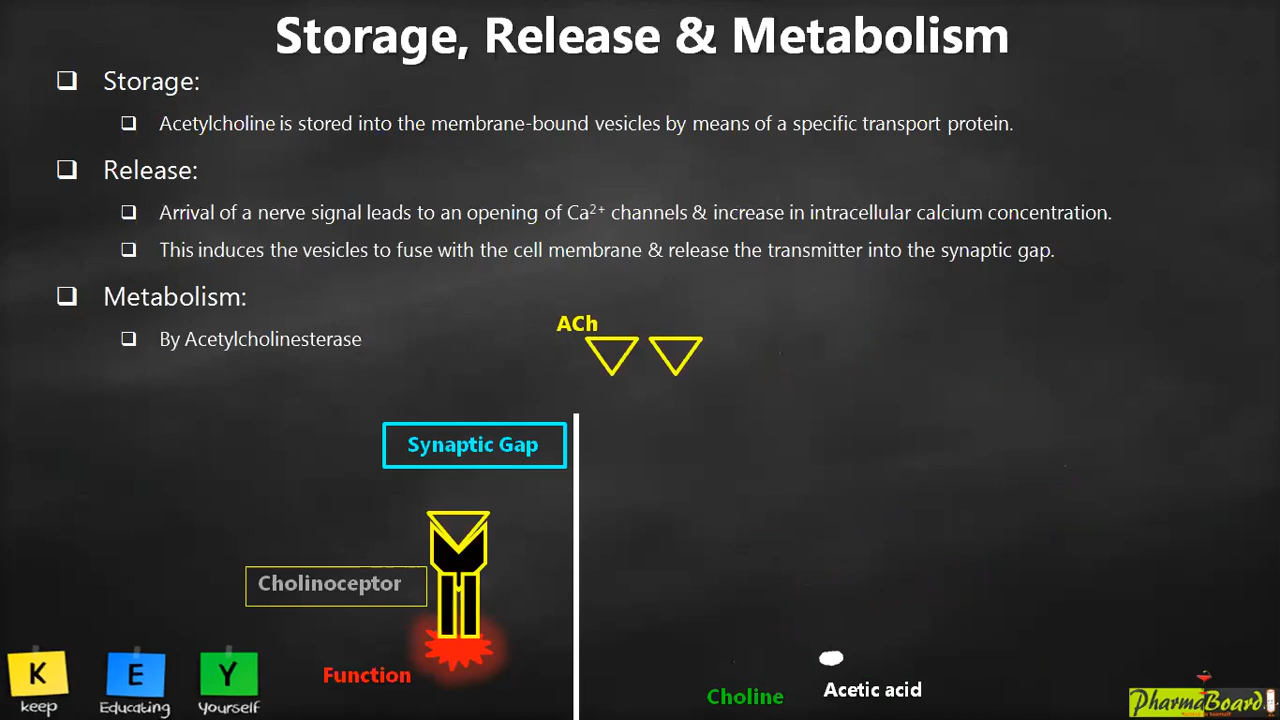 Storage, Release & Metabolism
Storage:
Acetylcholine is stored into the membrane-bound vesicles by means of a specific transport protein.
Release:
Arrival of a nerve signal leads to an opening of Ca²⁺ channels & increase in intracellular calcium concentration.
This induces the vesicles to fuse with the cell membrane & release the transmitter into the synaptic gap.
Metabolism:
By Acetylcholinesterase
ACh
Synaptic Gap
Cholinoceptor
Function
Choline
Acetic acid
K
keep
E
Educating
Y
Yourself
PharmaBoard